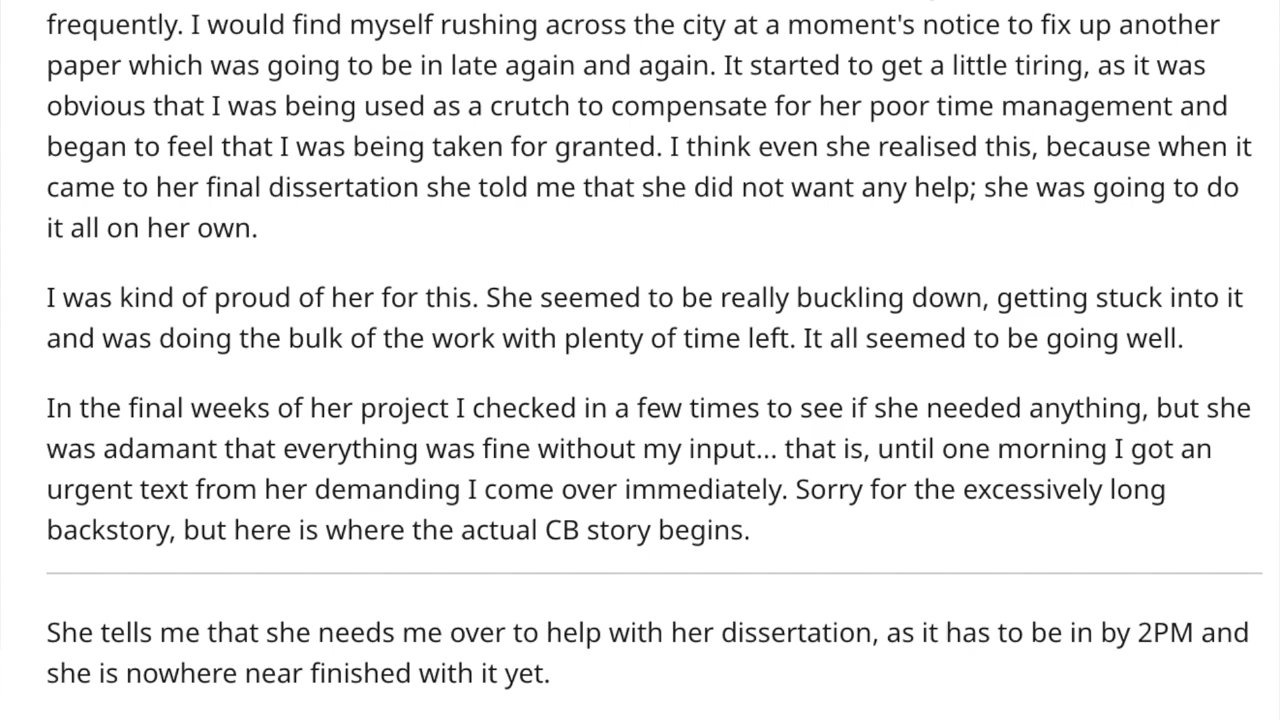 frequently. I would find myself rushing across the city at a moment's notice to fix up another
paper which was going to be in late again and again. It started to get a little tiring, as it was
obvious that I was being used as a crutch to compensate for her poor time management and
began to feel that I was being taken for granted. I think even she realised this, because when it
came to her final dissertation she told me that she did not want any help; she was going to do
it all on her own.
I was kind of proud of her for this. She seemed to be really buckling down, getting stuck into it
and was doing the bulk of the work with plenty of time left. It all seemed to be going well.
In the final weeks of her project I checked in a few times to see if she needed anything, but she
was adamant that everything was fine without my input... that is, until one morning I got an
urgent text from her demanding I come over immediately. Sorry for the excessively long
backstory, but here is where the actual CB story begins.
She tells me that she needs me over to help with her dissertation, as it has to be in by 2PM and
she is nowhere near finished with it yet.